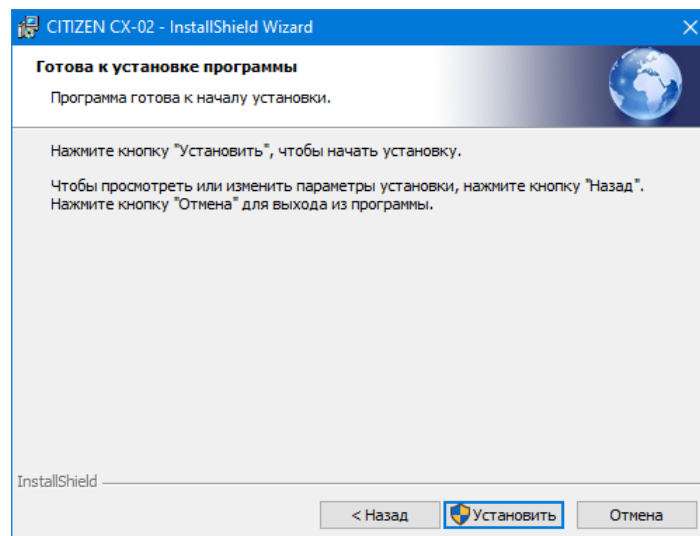 CITIZEN CX-02 - InstallShield Wizard
Готова к установке программы
Программа готова к началу установки.
Нажмите кнопку "Установить", чтобы начать установку.
Чтобы просмотреть или изменить параметры установки, нажмите кнопку "Назад".
Нажмите кнопку "Отмена" для выхода из программы.
InstallShield
< Назад
Установить
Отмена